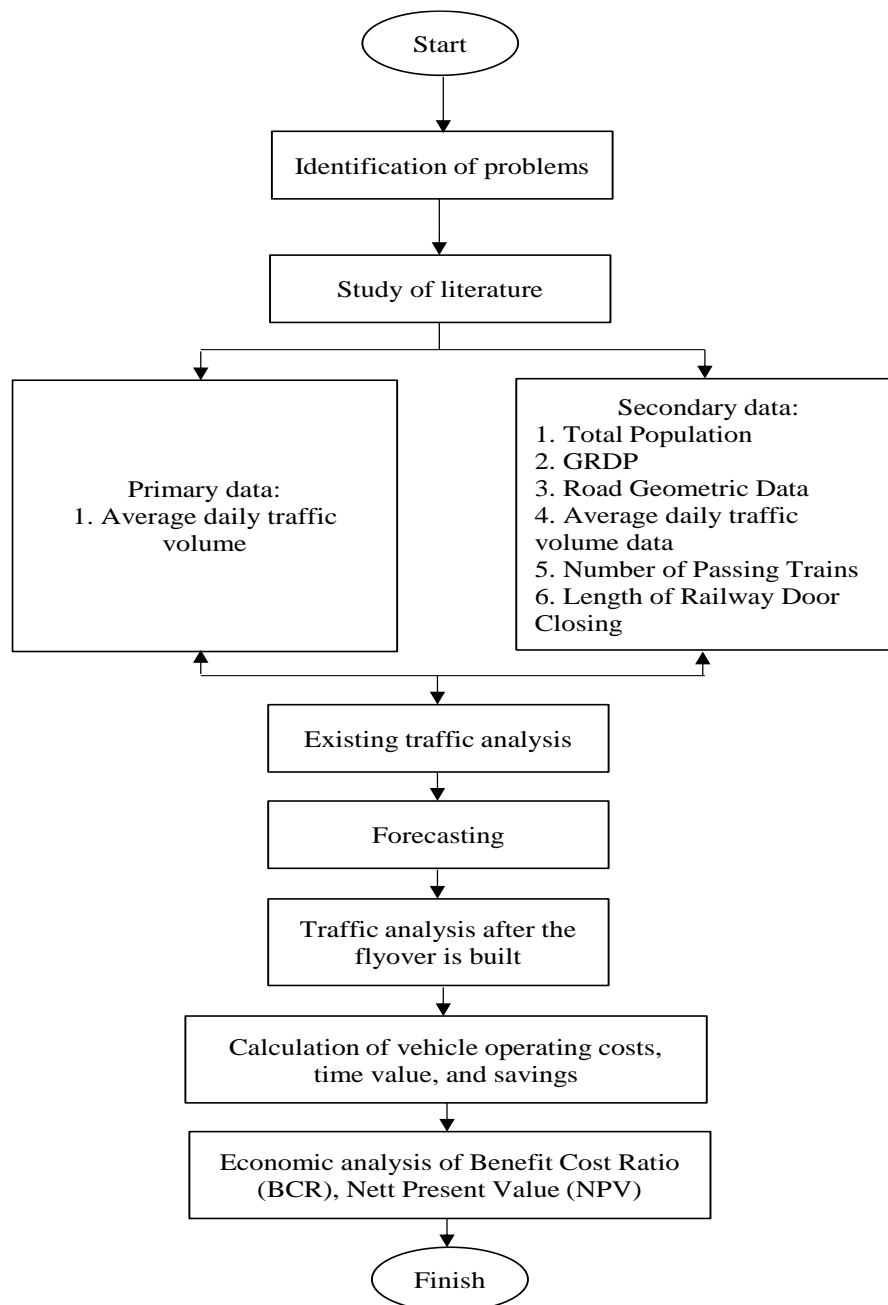 Start
Identification of problems
Study of literature
Primary data:
1. Average daily traffic
volume
Secondary data:
1. Total Population
2. GRDP
3. Road Geometric Data
4. Average daily traffic
volume data
5. Number of Passing Trains
6. Length of Railway Door
Closing
Existing traffic analysis
Forecasting
Traffic analysis after the
flyover is built
Calculation of vehicle operating costs,
time value, and savings
Economic analysis of Benefit Cost Ratio
(BCR), Nett Present Value (NPV)
Finish